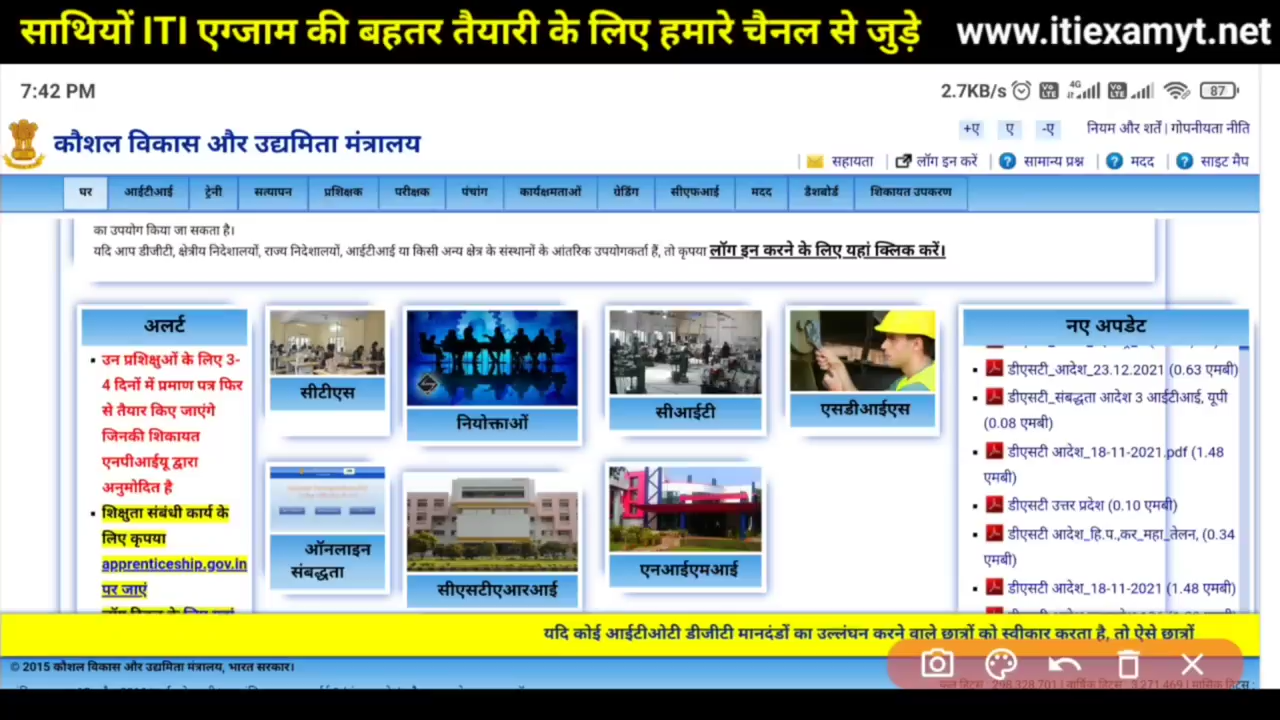 साथियों ITI एग्जाम की बहतर तैयारी के लिए हमारे चैनल से जुड़े www.itiexamyt.net
7:42 PM
2.7KB/s 4G 87
+ए ए -ए नियम और शर्तें | गोपनीयता नीति
कौशल विकास और उद्यमिता मंत्रालय
| सहायता | लॉग इन करें | सामान्य प्रश्न | मदद | साइट मैप
घर आईटीआई ट्रेनी सत्यापन प्रशिक्षक परीक्षक पंचांग कार्यक्षमताओं ग्रेडिंग सीएफआई मदद डैशबोर्ड शिकायत उपकरण
का उपयोग किया जा सकता है।
यदि आप डीजीटी, क्षेत्रीय निदेशालयों, राज्य निदेशालयों, आईटीआई या किसी अन्य क्षेत्र के संस्थानों के आंतरिक उपयोगकर्ता हैं, तो कृपया लॉग इन करने के लिए यहां क्लिक करें।
अलर्ट
उन प्रशिक्षुओं के लिए 3-
4 दिनों में प्रमाण पत्र फिर
से तैयार किए जाएंगे
जिनकी शिकायत
एनपीआईयू द्वारा
अनुमोदित है
शिक्षुता संबंधी कार्य के
लिए कृपया
apprenticeship.gov.in
पर जाएं
सीटीएस
नियोक्ताओं
सीआईटी
एसडीआईएस
ऑनलाइन
संबद्धता
सीएसटीएआरआई
एनआईएमआई
नए अपडेट
डीएसटी_आदेश_23.12.2021 (0.63 एमबी)
डीएसटी_संबद्धता आदेश 3 आईटीआई, यूपी
(0.08 एमबी)
डीएसटी आदेश_18-11-2021.pdf (1.48
एमबी)
डीएसटी उत्तर प्रदेश (0.10 एमबी)
डीएसटी आदेश_हि.प.,कर_महा_तेलन, (0.34
एमबी)
डीएसटी आदेश_18-11-2021 (1.48 एमबी)
यदि कोई आईटीओटी डीजीटी मानदंडों का उल्लंघन करने वाले छात्रों को स्वीकार करता है, तो ऐसे छात्रों
© 2015 कौशल विकास और उद्यमिता मंत्रालय, भारत सरकार।